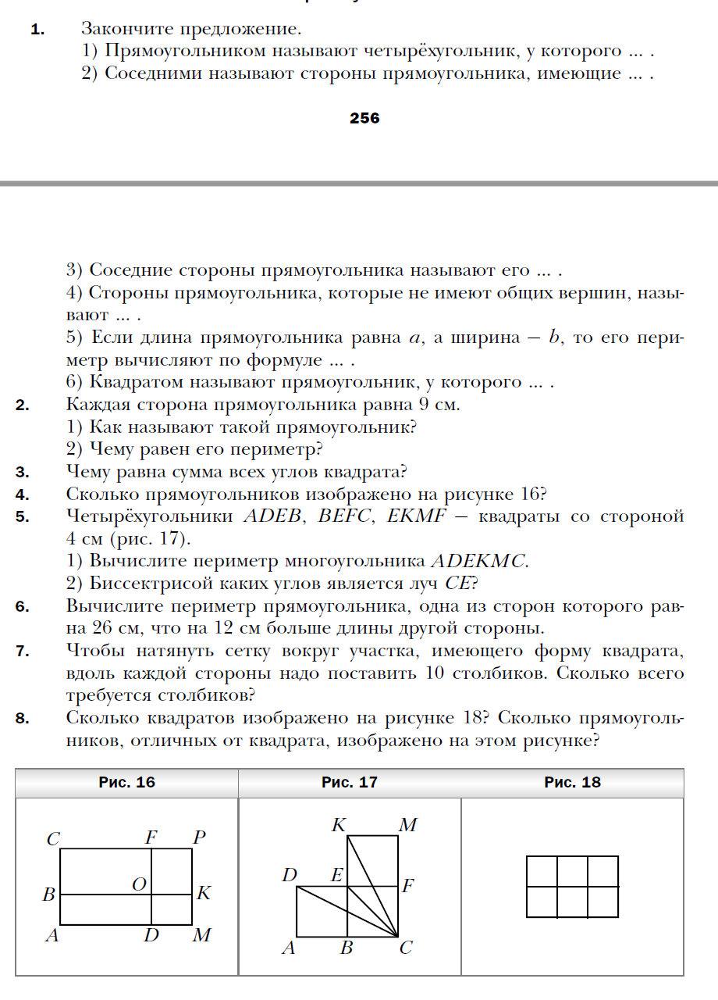 1. Закончите предложение.
1) Прямоугольником называют четырёхугольник, у которого ... .
2) Соседними называют стороны прямоугольника, имеющие ... .
256
3) Соседние стороны прямоугольника называют его ... .
4) Стороны прямоугольника, которые не имеют общих вершин, назы-
вают ... .
5) Если длина прямоугольника равна a, а ширина – b, то его пери-
метр вычисляют по формуле ... .
6) Квадратом называют прямоугольник, у которого ... .
2. Каждая сторона прямоугольника равна 9 см.
1) Как называют такой прямоугольник?
2) Чему равен его периметр?
3. Чему равна сумма всех углов квадрата?
4. Сколько прямоугольников изображено на рисунке 16?
5. Четырёхугольники ADEB, BEFC, EKMF – квадраты со стороной
4 см (рис. 17).
1) Вычислите периметр многоугольника ADEKMC.
2) Биссектрисой каких углов является луч CE?
6. Вычислите периметр прямоугольника, одна из сторон которого рав-
на 26 см, что на 12 см больше длины другой стороны.
7. Чтобы натянуть сетку вокруг участка, имеющего форму квадрата,
вдоль каждой стороны надо поставить 10 столбиков. Сколько всего
требуется столбиков?
8. Сколько квадратов изображено на рисунке 18? Сколько прямоуголь-
ников, отличных от квадрата, изображено на этом рисунке?
Рис. 16 Рис. 17 Рис. 18
C F P
B O K
A D M
K M
D E F
A B C